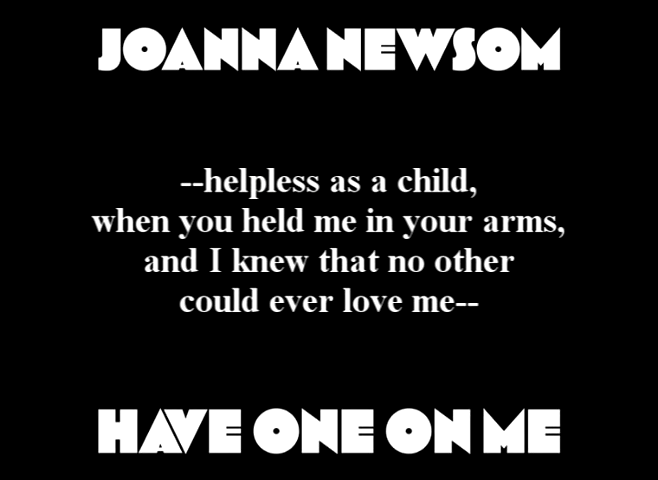 JOANNA NEWSOM
--helpless as a child,
when you held me in your arms,
and I knew that no other
could ever love me--
HAVE ONE ON ME